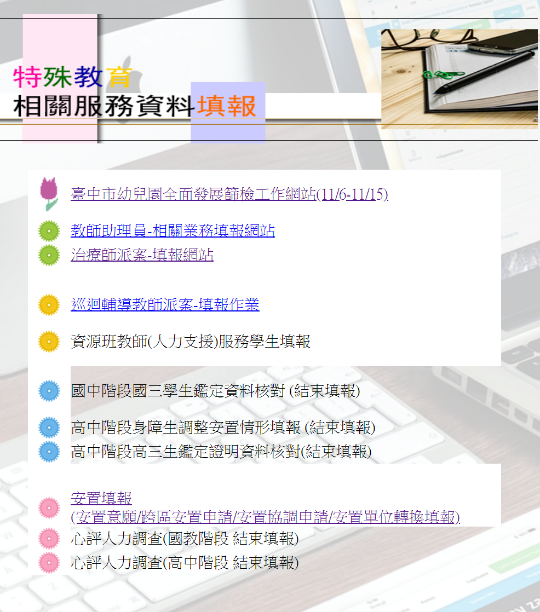 特殊教育
相關服務資料填報
臺中市幼兒園全面發展篩檢工作網站(11/6-11/15)
教師助理員-相關業務填報網站
治療師派案-填報網站
巡迴輔導教師派案-填報作業
資源班教師(人力支援)服務學生填報
國中階段國三學生鑑定資料核對 (結束填報)
高中階段身障生調整安置情形填報 (結束填報)
高中階段高三生鑑定證明資料核對(結束填報)
安置填報
(安置意願/跨區安置申請/安置協調申請/安置單位轉換填報)
心評人力調查(國教階段 結束填報)
心評人力調查(高中階段 結束填報)